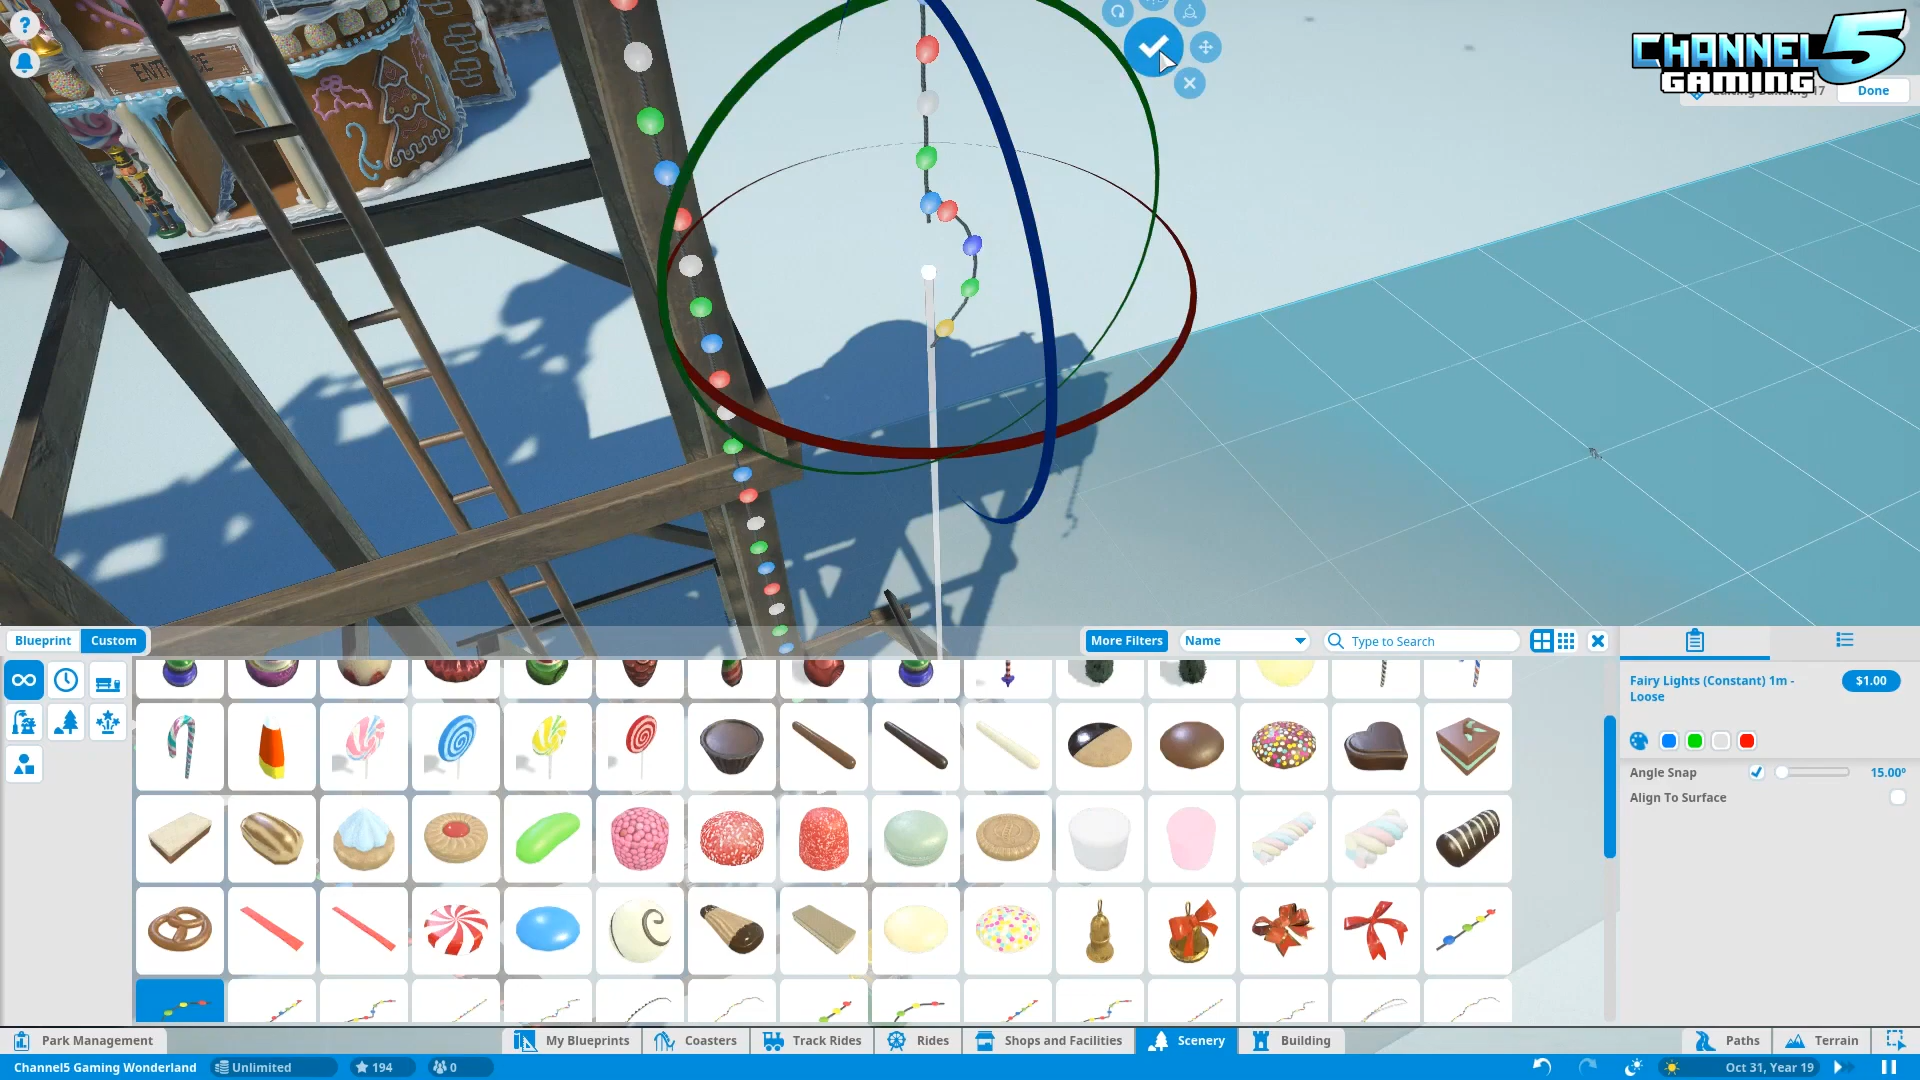 CHANNEL 5
GAMING
17
Done
Blueprint
Custom
More Filters
Name
Type to Search
Fairy Lights (Constant) 1m -
Loose
$1.00
Angle Snap
15.00°
Align To Surface
Park Management
My Blueprints
Coasters
Track Rides
Rides
Shops and Facilities
Scenery
Building
Paths
Terrain
Channel5 Gaming Wonderland
Unlimited
194
0
Oct 31, Year 19